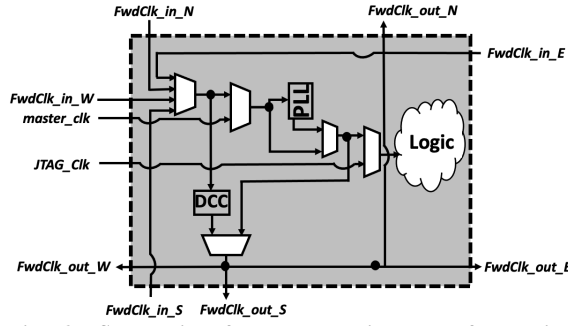 FwdClk_in_N
FwdClk_out_N
FwdClk_in_E
FwdClk_in_W
master_clk
PLL
JTAG_Clk
Logic
DCC
FwdClk_out_W
FwdClk_out_E
FwdClk_in_S
FwdClk_out_S